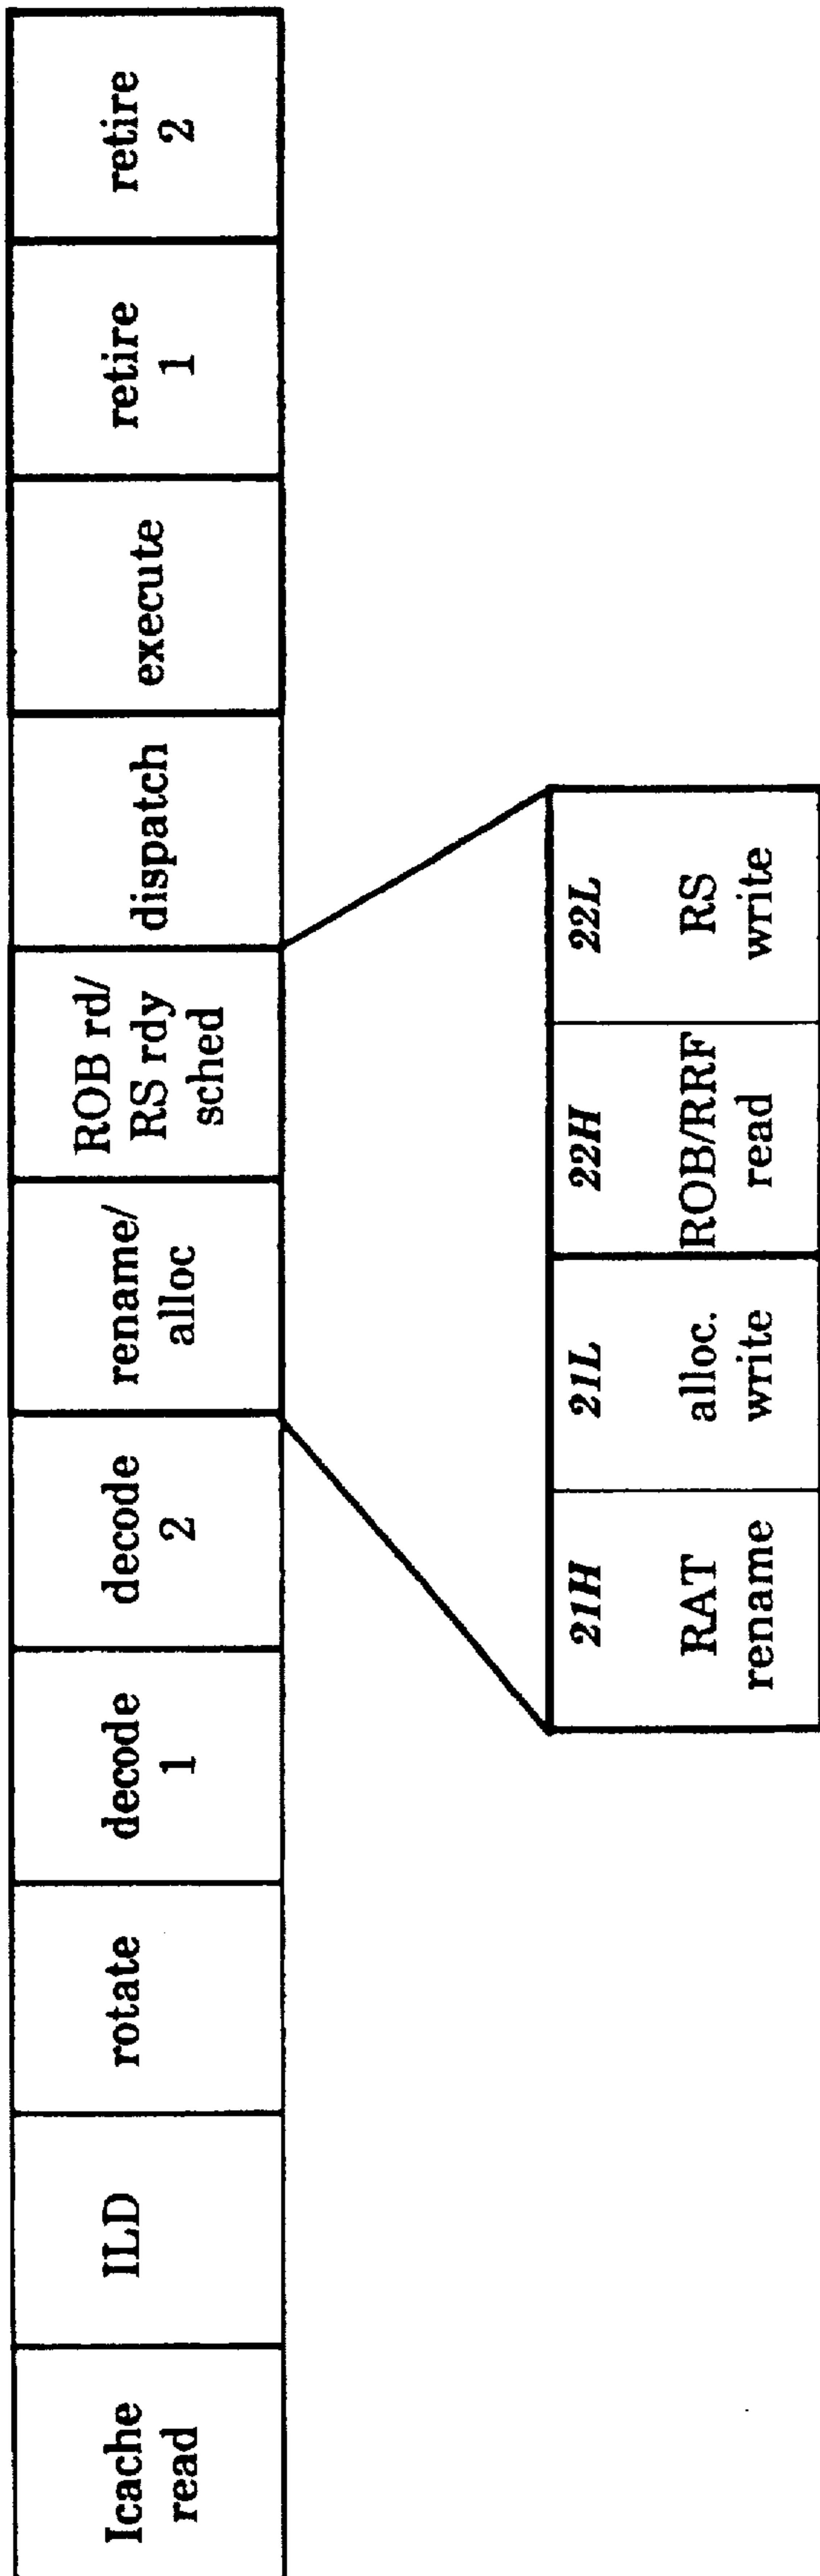 Icache
read
ILD
rotate
decode
1
decode
2
rename/
alloc
ROB rd/
RS rdy
sched
dispatch
execute
retire
1
retire
2
21H
RAT
rename
21L
alloc.
write
22H
ROB/RRF
read
22L
RS
write